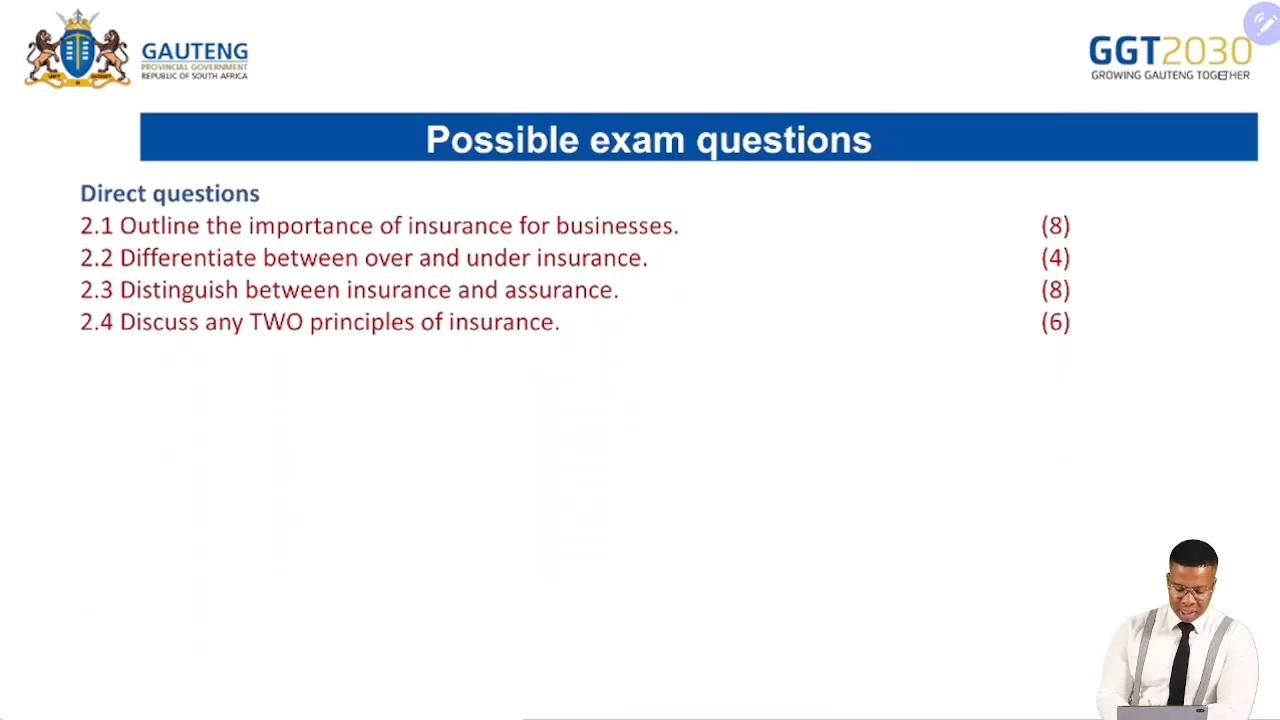 GAUTENG
PROVINCIAL GOVERNMENT
REPUBLIC OF SOUTH AFRICA
GGT2030
GROWING GAUTENG TOGETHER
Possible exam questions
Direct questions
2.1 Outline the importance of insurance for businesses. (8)
2.2 Differentiate between over and under insurance. (4)
2.3 Distinguish between insurance and assurance. (8)
2.4 Discuss any TWO principles of insurance. (6)